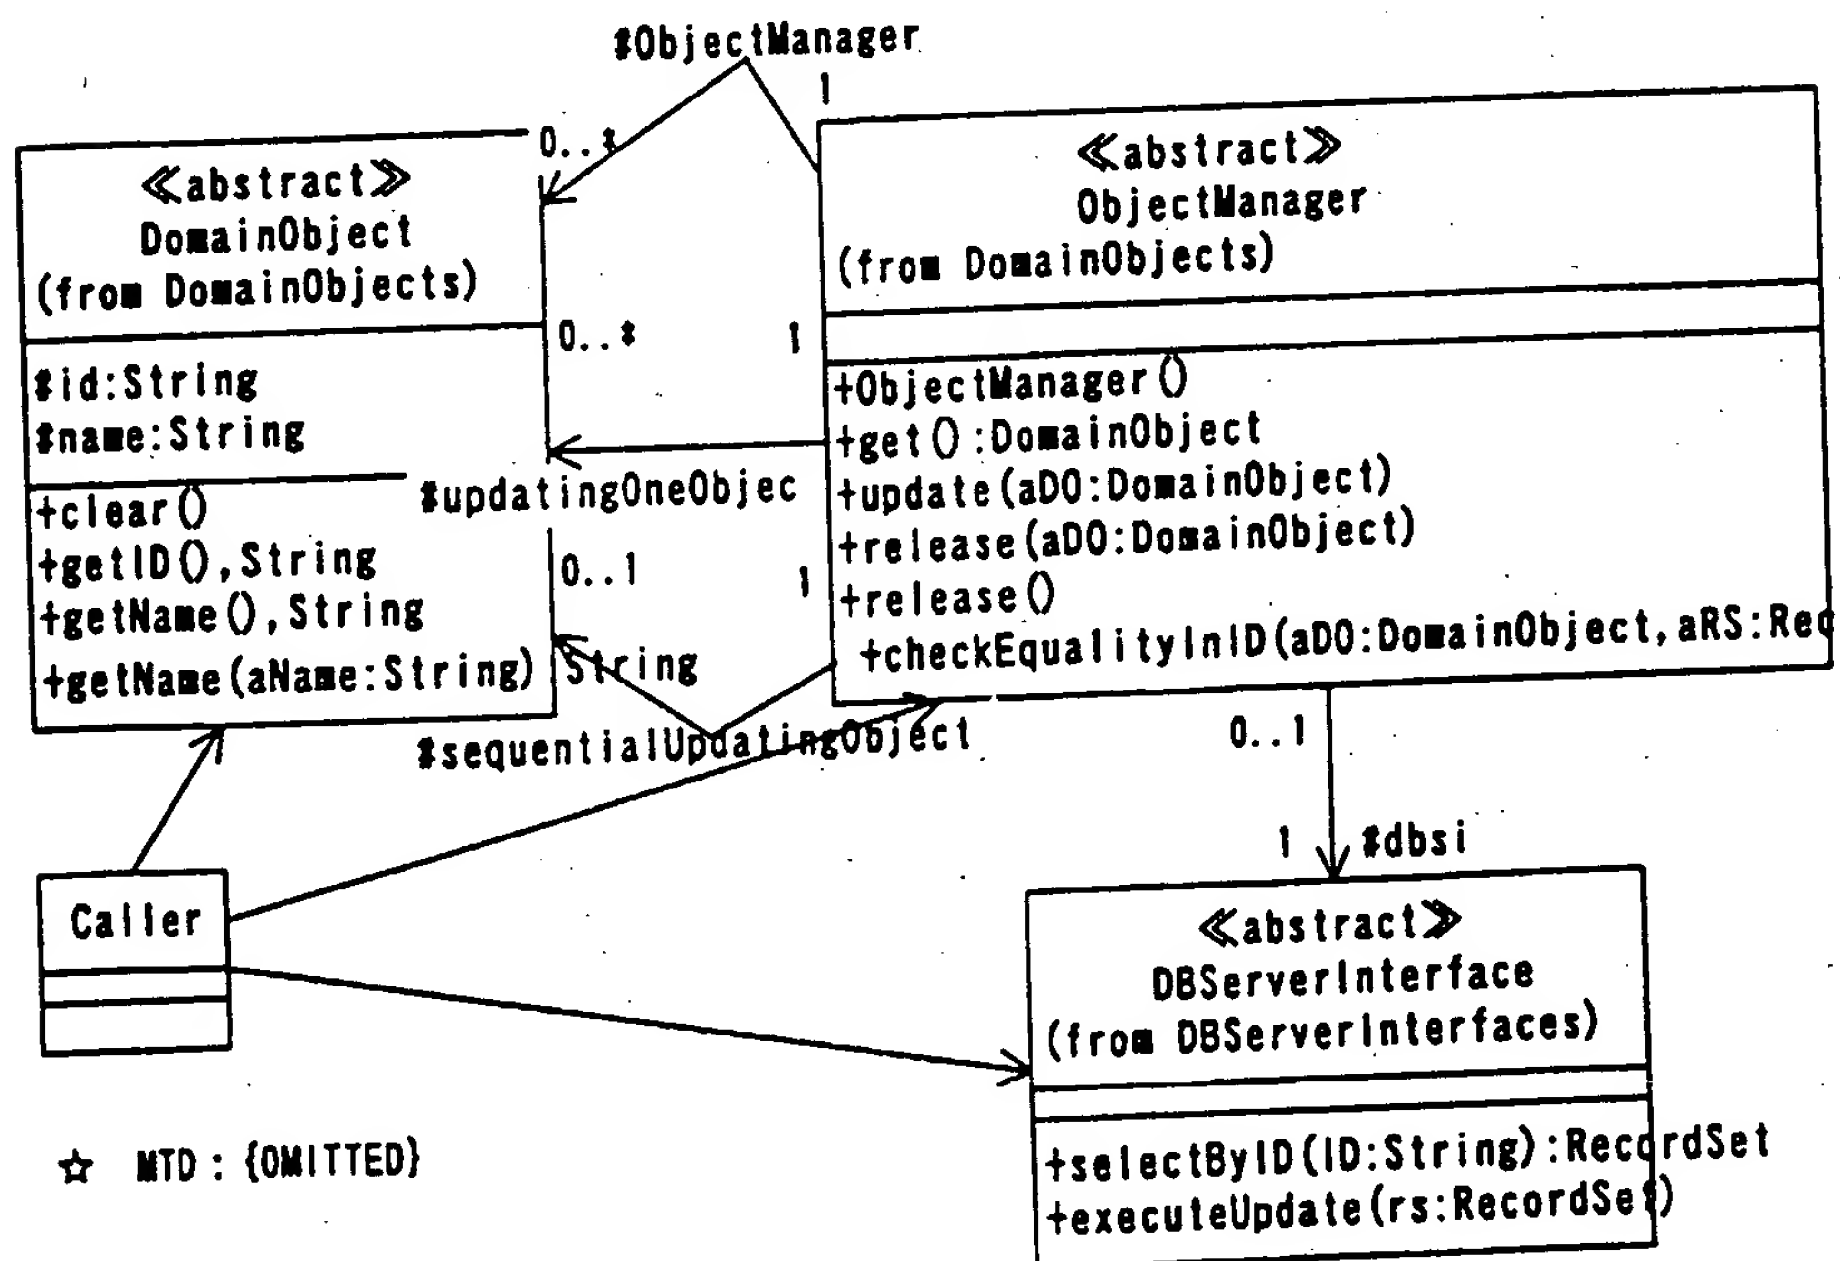 #ObjectManager
1
0..*
≪abstract≫
DomainObject
(from DomainObjects)
#id:String
#name:String
+clear()
+getID(),String
+getName(),String
+getName(aName:String) String
≪abstract≫
ObjectManager
(from DomainObjects)
+ObjectManager()
+get():DomainObject
+update(aDO:DomainObject)
+release(aDO:DomainObject)
+release()
+checkEqualityInID(aDO:DomainObject,aRS:Rec
0..*
1
#updatingOneObjec
0..1
1
#sequentialUpdatingObject
0..1
1
#dbsi
Caller
≪abstract≫
DBServerInterface
(from DBServerInterfaces)
+selectByID(ID:String):RecordSet
+executeUpdate(rs:RecordSet)
☆ MTD:{OMITTED}